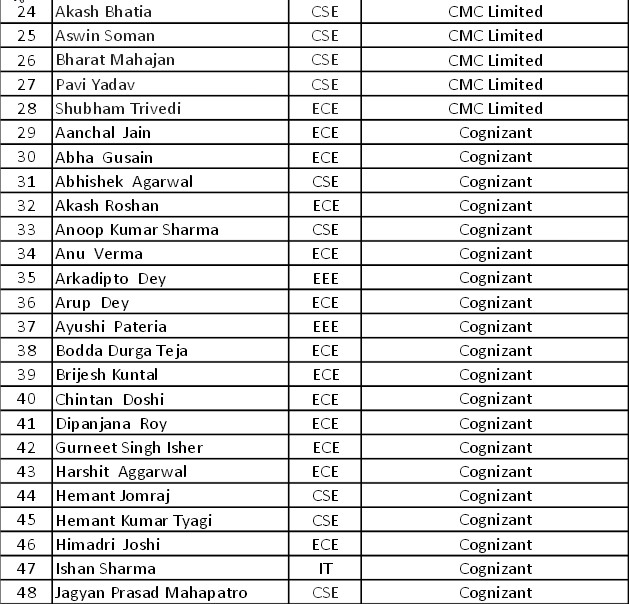 24 Akash Bhatia CSE CMC Limited
25 Aswin Soman CSE CMC Limited
26 Bharat Mahajan CSE CMC Limited
27 Pavi Yadav CSE CMC Limited
28 Shubham Trivedi ECE CMC Limited
29 Aanchal Jain ECE Cognizant
30 Abha Gusain ECE Cognizant
31 Abhishek Agarwal CSE Cognizant
32 Akash Roshan ECE Cognizant
33 Anoop Kumar Sharma CSE Cognizant
34 Anu Verma ECE Cognizant
35 Arkadipto Dey EEE Cognizant
36 Arup Dey ECE Cognizant
37 Ayushi Pateria EEE Cognizant
38 Bodda Durga Teja ECE Cognizant
39 Brijesh Kuntal ECE Cognizant
40 Chintan Doshi ECE Cognizant
41 Dipanjana Roy ECE Cognizant
42 Gurneet Singh Isher ECE Cognizant
43 Harshit Aggarwal ECE Cognizant
44 Hemant Jomraj CSE Cognizant
45 Hemant Kumar Tyagi CSE Cognizant
46 Himadri Joshi ECE Cognizant
47 Ishan Sharma IT Cognizant
48 Jagyan Prasad Mahapatro CSE Cognizant